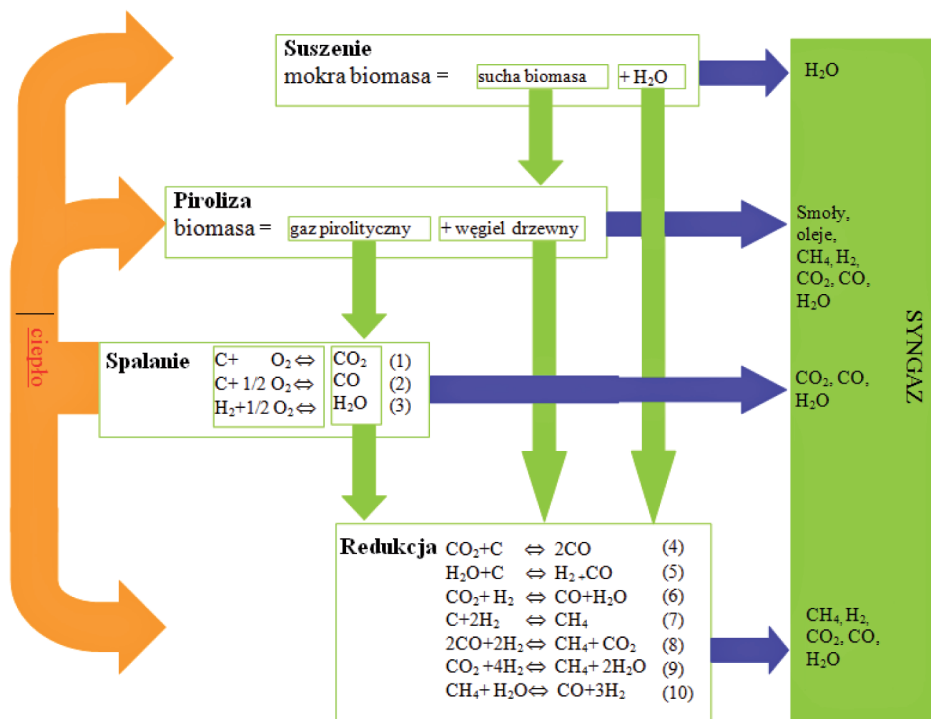 Suszenie
mokra biomasa = sucha biomasa + H₂O
H₂O
Piroliza
biomasa = gaz pirolityczny + węgiel drzewny
Smoły,
oleje,
CH₄, H₂,
CO₂, CO,
H₂O
ciepło
Spalanie
C+ O₂ ⇔ CO₂ (1)
C+ 1/2 O₂ ⇔ CO (2)
H₂+1/2 O₂ ⇔ H₂O (3)
CO₂, CO,
H₂O
SYNGAZ
Redukcja
CO₂+C ⇔ 2CO (4)
H₂O+C ⇔ H₂ +CO (5)
CO₂+ H₂ ⇔ CO+H₂O (6)
C+2H₂ ⇔ CH₄ (7)
2CO+2H₂ ⇔ CH₄+ CO₂ (8)
CO₂ +4H₂ ⇔ CH₄+ 2H₂O (9)
CH₄+ H₂O ⇔ CO+3H₂ (10)
CH₄, H₂,
CO₂, CO,
H₂O